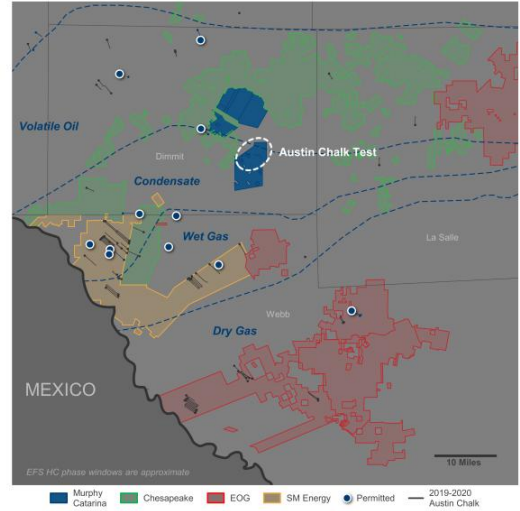 Volatile Oil
Dimmit
Austin Chalk Test
Condensate
Wet Gas
La Salle
Webb
Dry Gas
MEXICO
10 Miles
EFS HC phase windows are approximate
Murphy
Catarina
Chesapeake
EOG
SM Energy
Permitted
2019-2020
Austin Chalk